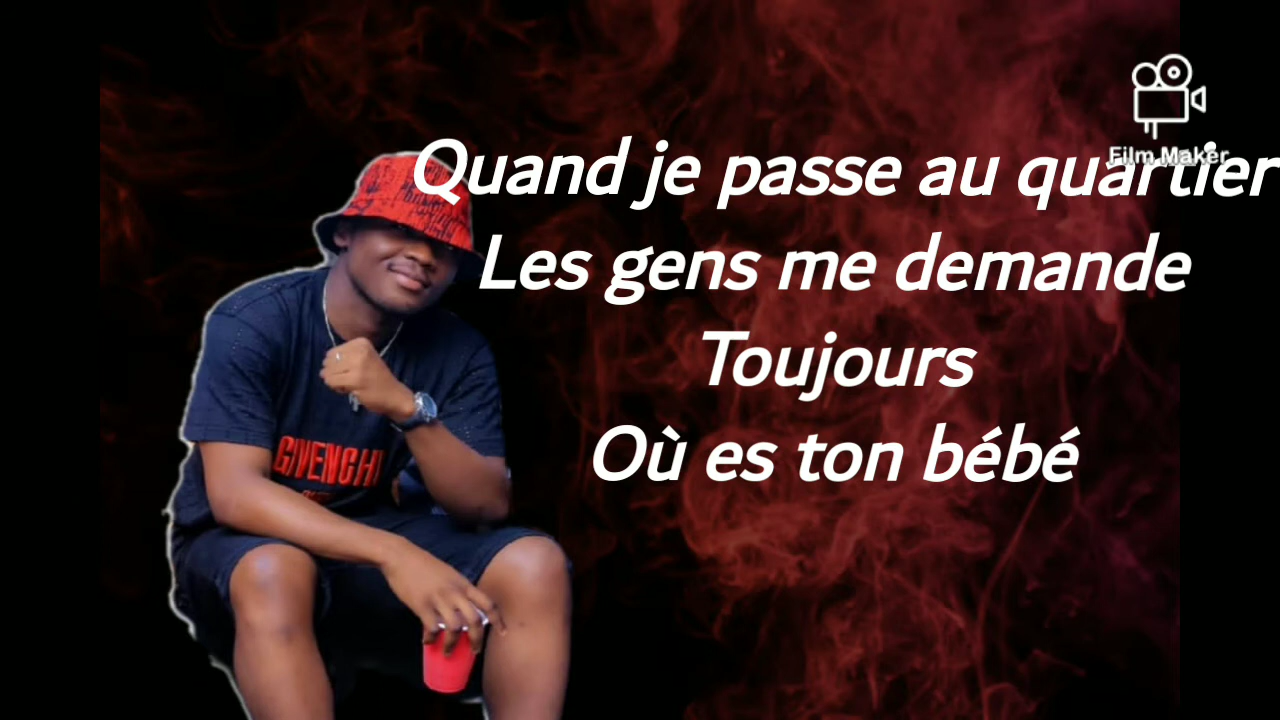 Film Maker
Quand je passe au quartier
Les gens me demande
Toujours
Où es ton bébé
GIVENCHY